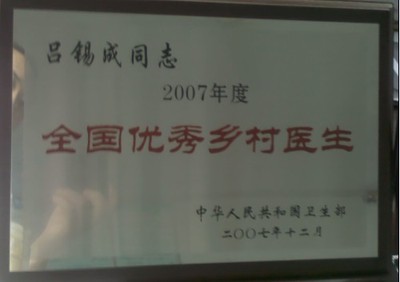 吕锡成同志
2007年度
全国优秀乡村医生
中华人民共和国卫生部
二〇〇七年十二月